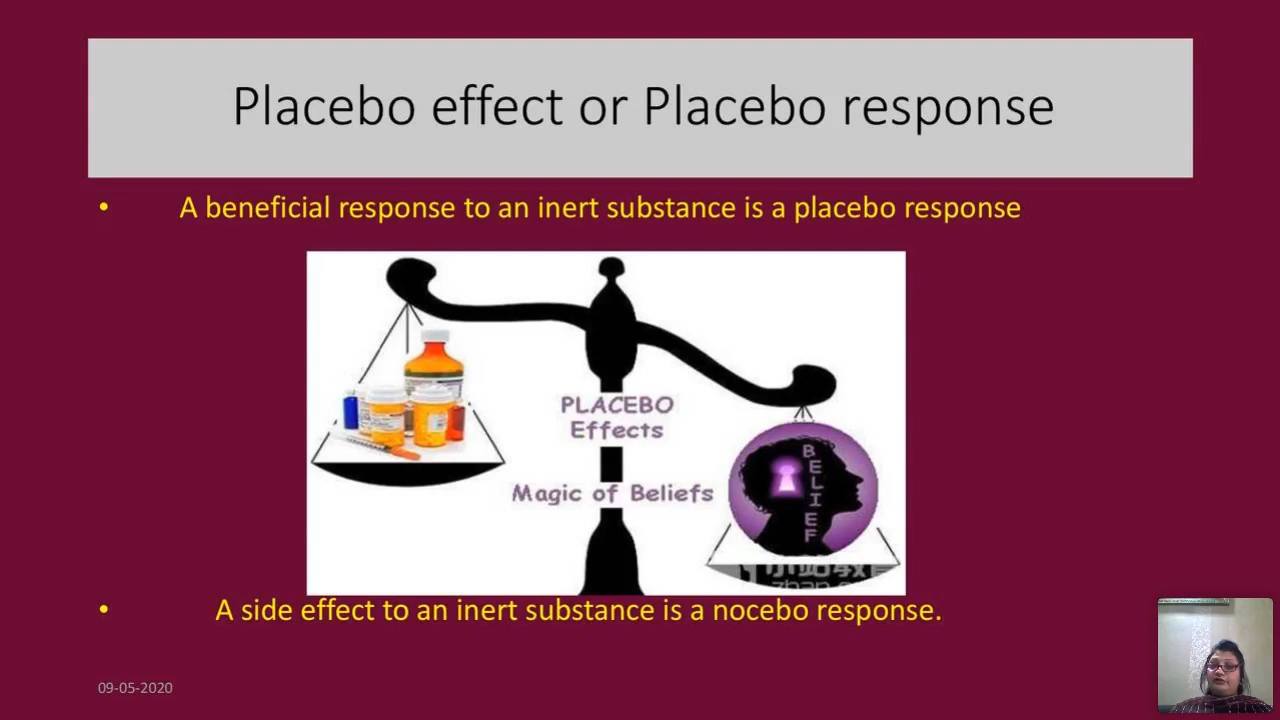 Placebo effect or Placebo response
• A beneficial response to an inert substance is a placebo response
PLACEBO
Effects
Magic of Beliefs
BELIEF
• A side effect to an inert substance is a nocebo response.
09-05-2020